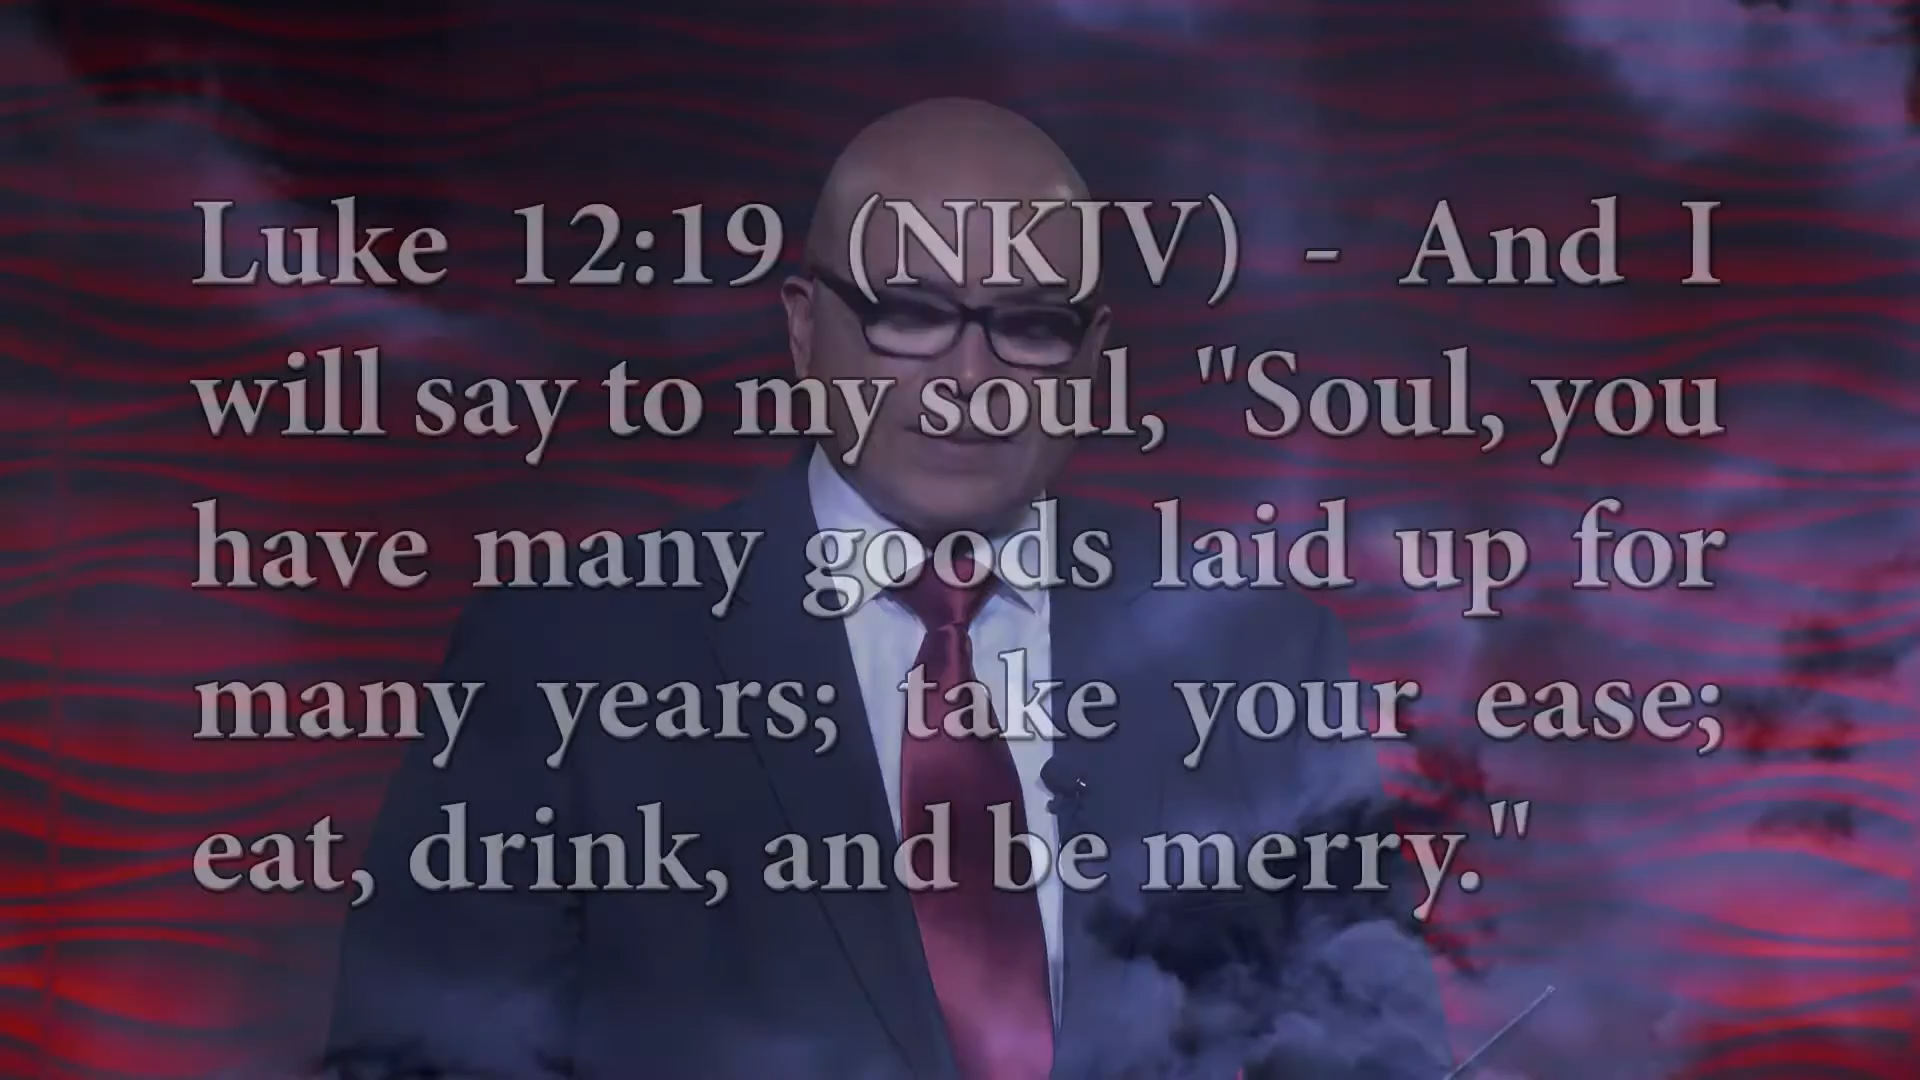 Luke 12:19 (NKJV) - And I
will say to my soul, "Soul, you
have many goods laid up for
many years; take your ease;
eat, drink, and be merry."